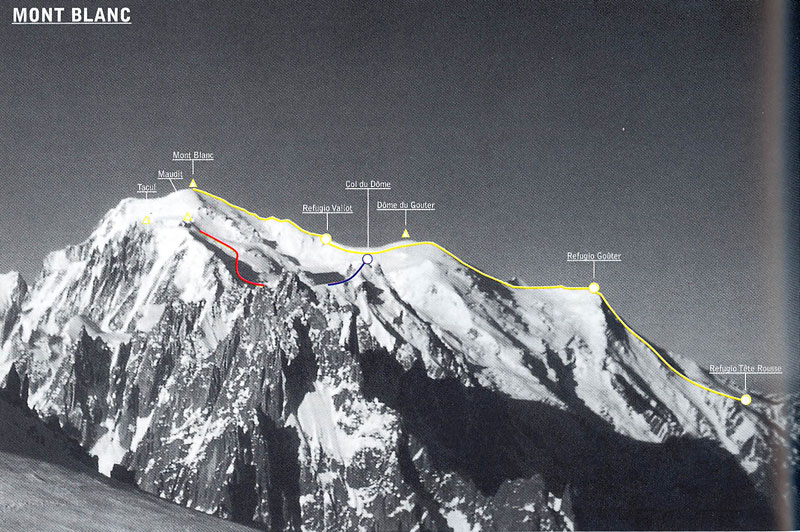 MONT BLANC
Mont Blanc
Maudit
Tacul
Col du Dôme
Refugio Vallot
Dôme du Gouter
Refugio Goûter
Refugio Tête Rousse